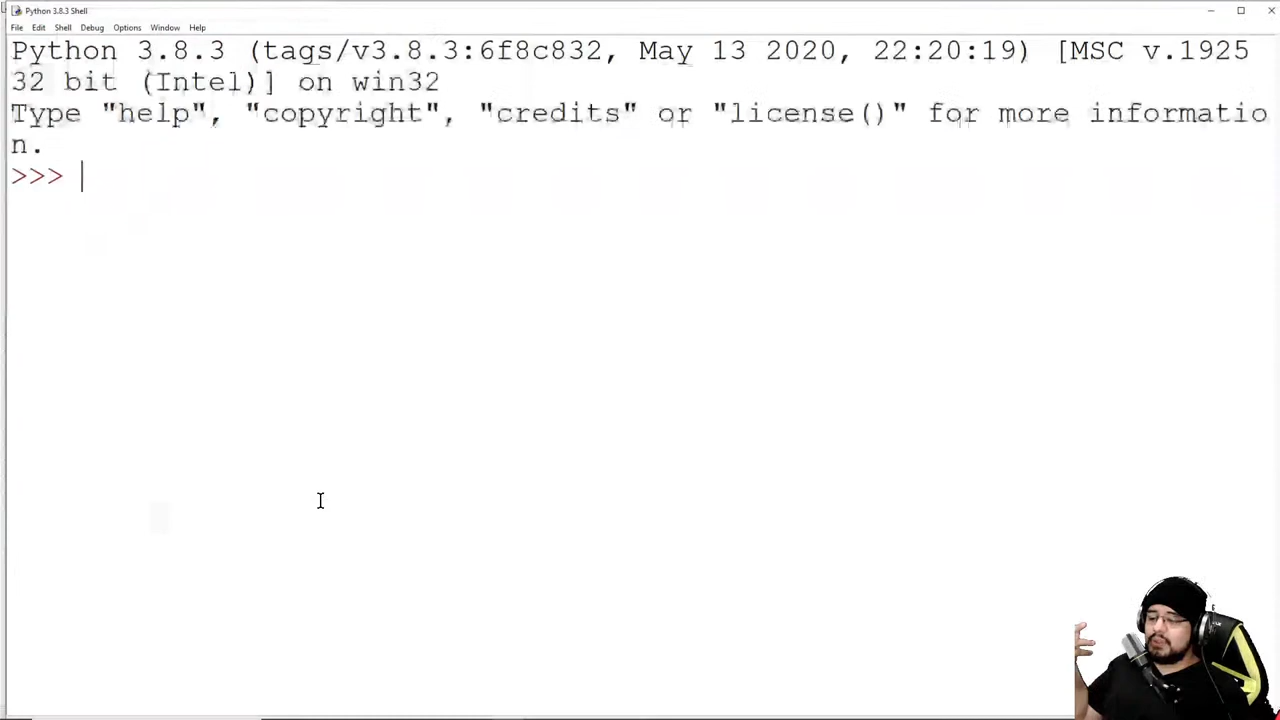 Python 3.8.3 Shell
File Edit Shell Debug Options Window Help
Python 3.8.3 (tags/v3.8.3:6f8c832, May 13 2020, 22:20:19) [MSC v.1925
32 bit (Intel)] on win32
Type "help", "copyright", "credits" or "license()" for more informatio
n.
>>>